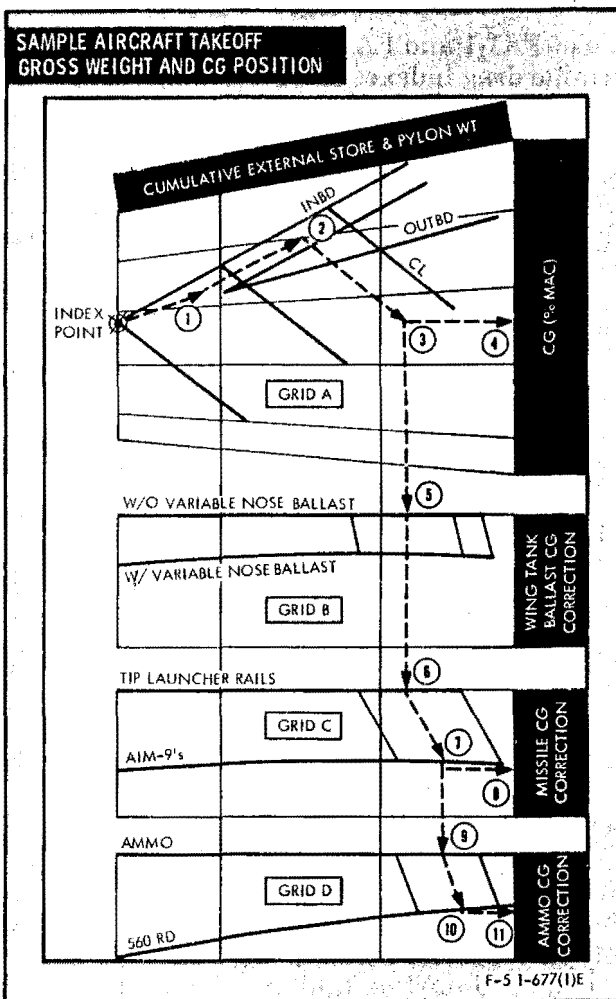 SAMPLE AIRCRAFT TAKEOFF
GROSS WEIGHT AND CG POSITION
CUMULATIVE EXTERNAL STORE & PYLON WT
INBD
OUTBD
CL
INDEX
POINT
1
2
3
4
CG (% MAC)
GRID A
5
W/O VARIABLE NOSE BALLAST
W/ VARIABLE NOSE BALLAST
GRID B
WING TANK
BALLAST CG
CORRECTION
6
TIP LAUNCHER RAILS
GRID C
7
AIM-9's
8
MISSILE CG
CORRECTION
9
AMMO
GRID D
560 RD
10
11
AMMO CG
CORRECTION
F-5 1-677(1)E